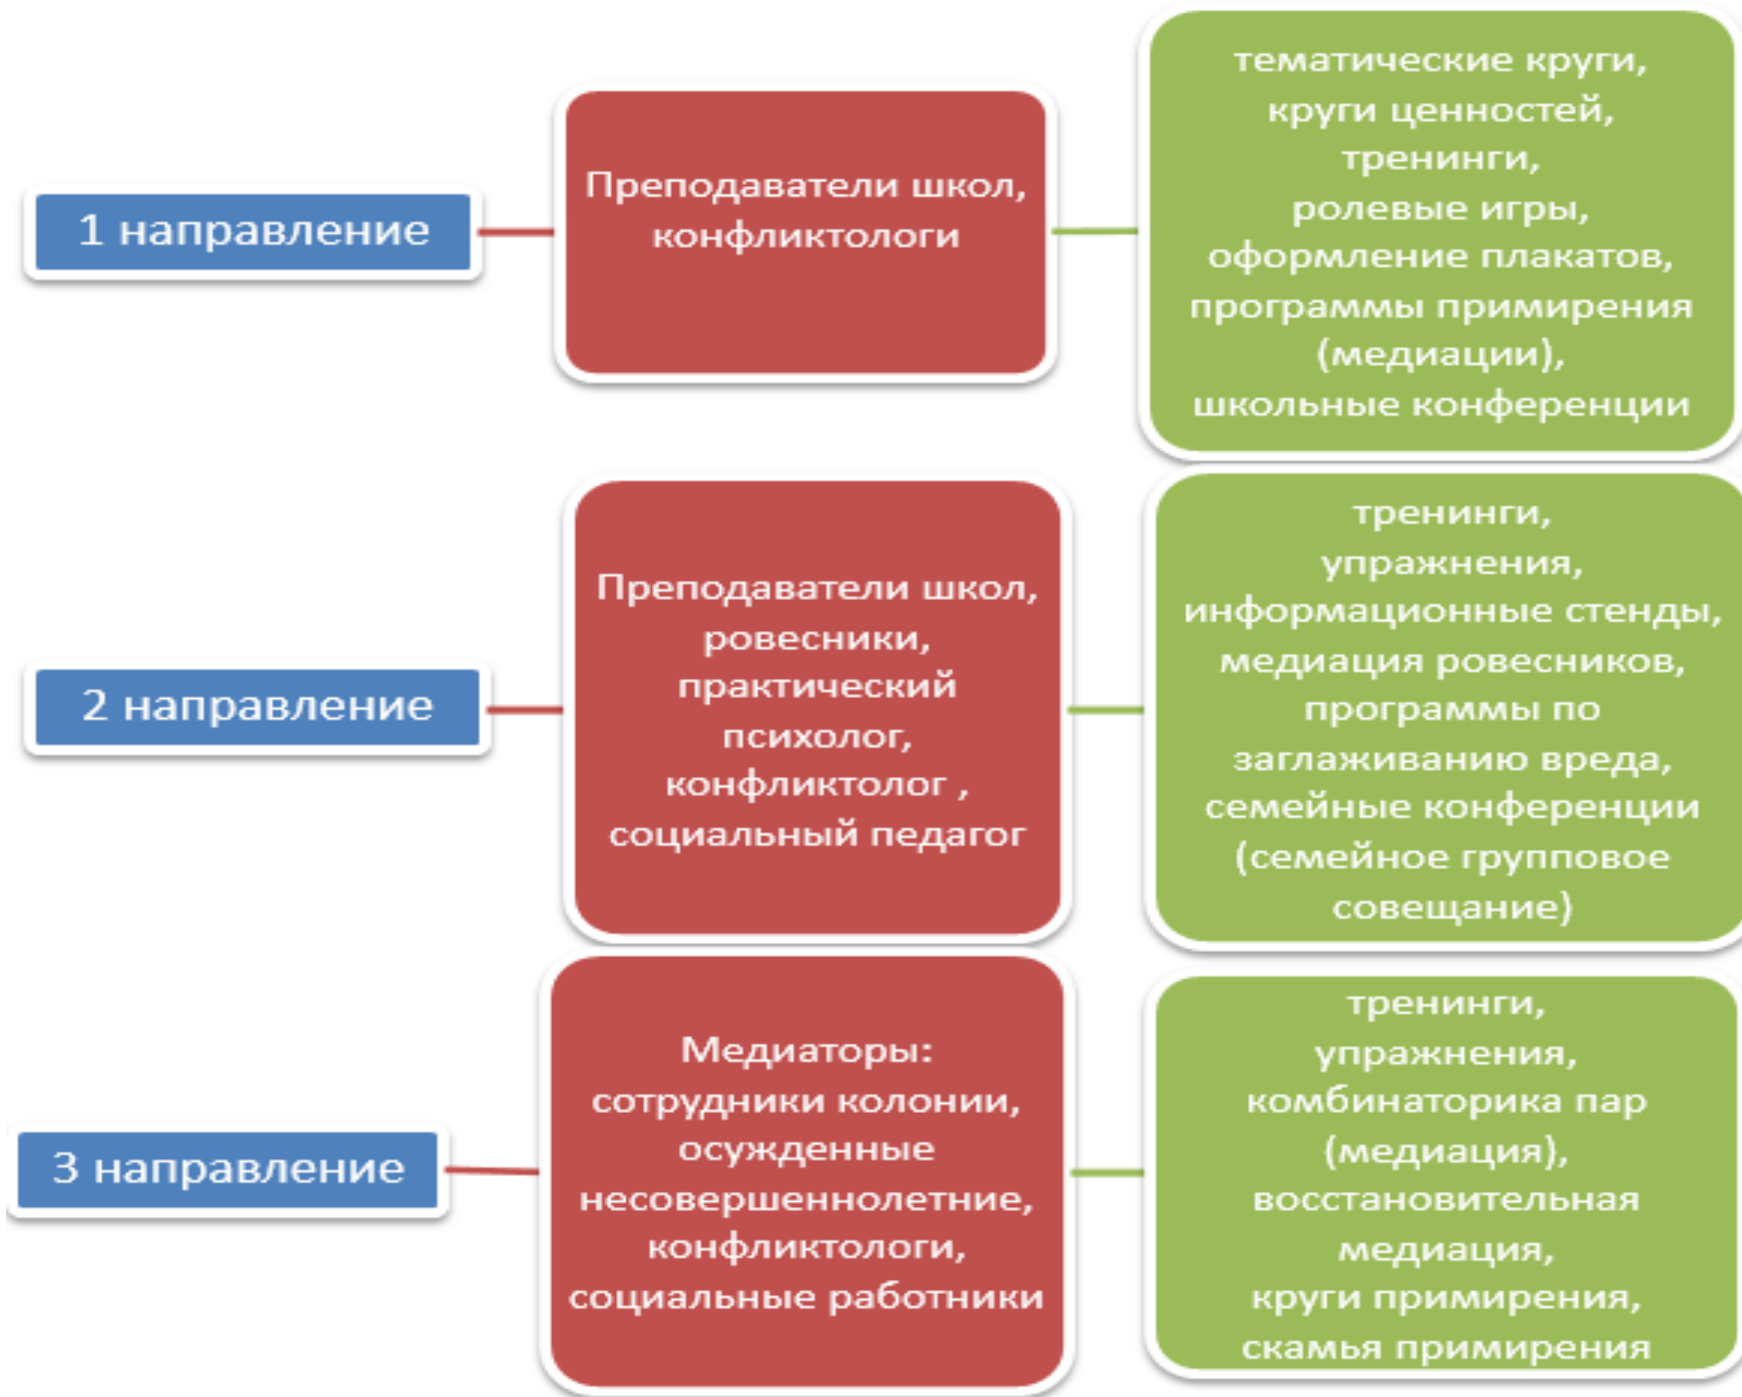 1 направление
Преподаватели школ,
конфликтологи
тематические круги,
круги ценностей,
тренинги,
ролевые игры,
оформление плакатов,
программы примирения
(медиации),
школьные конференции
2 направление
Преподаватели школ,
ровесники,
практический
психолог,
конфликтолог ,
социальный педагог
тренинги,
упражнения,
информационные стенды,
медиация ровесников,
программы по
заглаживанию вреда,
семейные конференции
(семейное групповое
совещание)
3 направление
Медиаторы:
сотрудники колонии,
осужденные
несовершеннолетние,
конфликтологи,
социальные работники
тренинги,
упражнения,
комбинаторика пар
(медиация),
восстановительная
медиация,
круги примирения,
скамья примирения